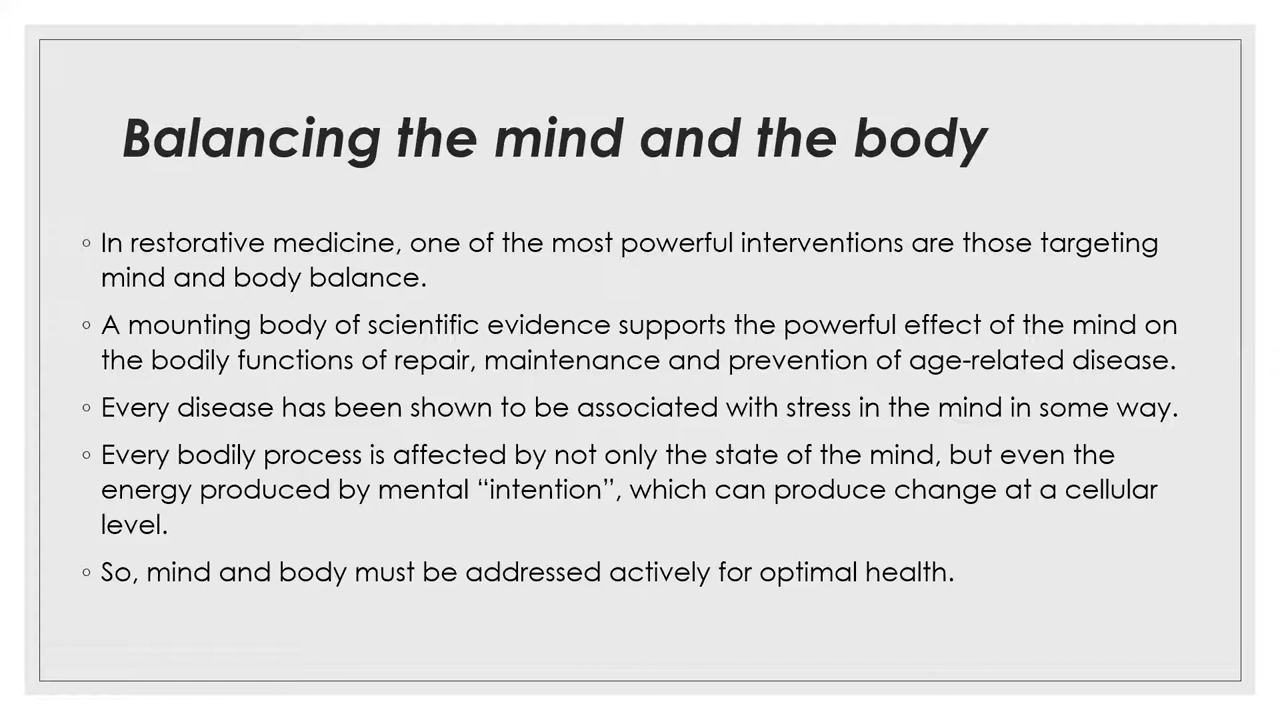 Balancing the mind and the body
◦ In restorative medicine, one of the most powerful interventions are those targeting
mind and body balance.
◦ A mounting body of scientific evidence supports the powerful effect of the mind on
the bodily functions of repair, maintenance and prevention of age-related disease.
◦ Every disease has been shown to be associated with stress in the mind in some way.
◦ Every bodily process is affected by not only the state of the mind, but even the
energy produced by mental “intention”, which can produce change at a cellular
level.
◦ So, mind and body must be addressed actively for optimal health.